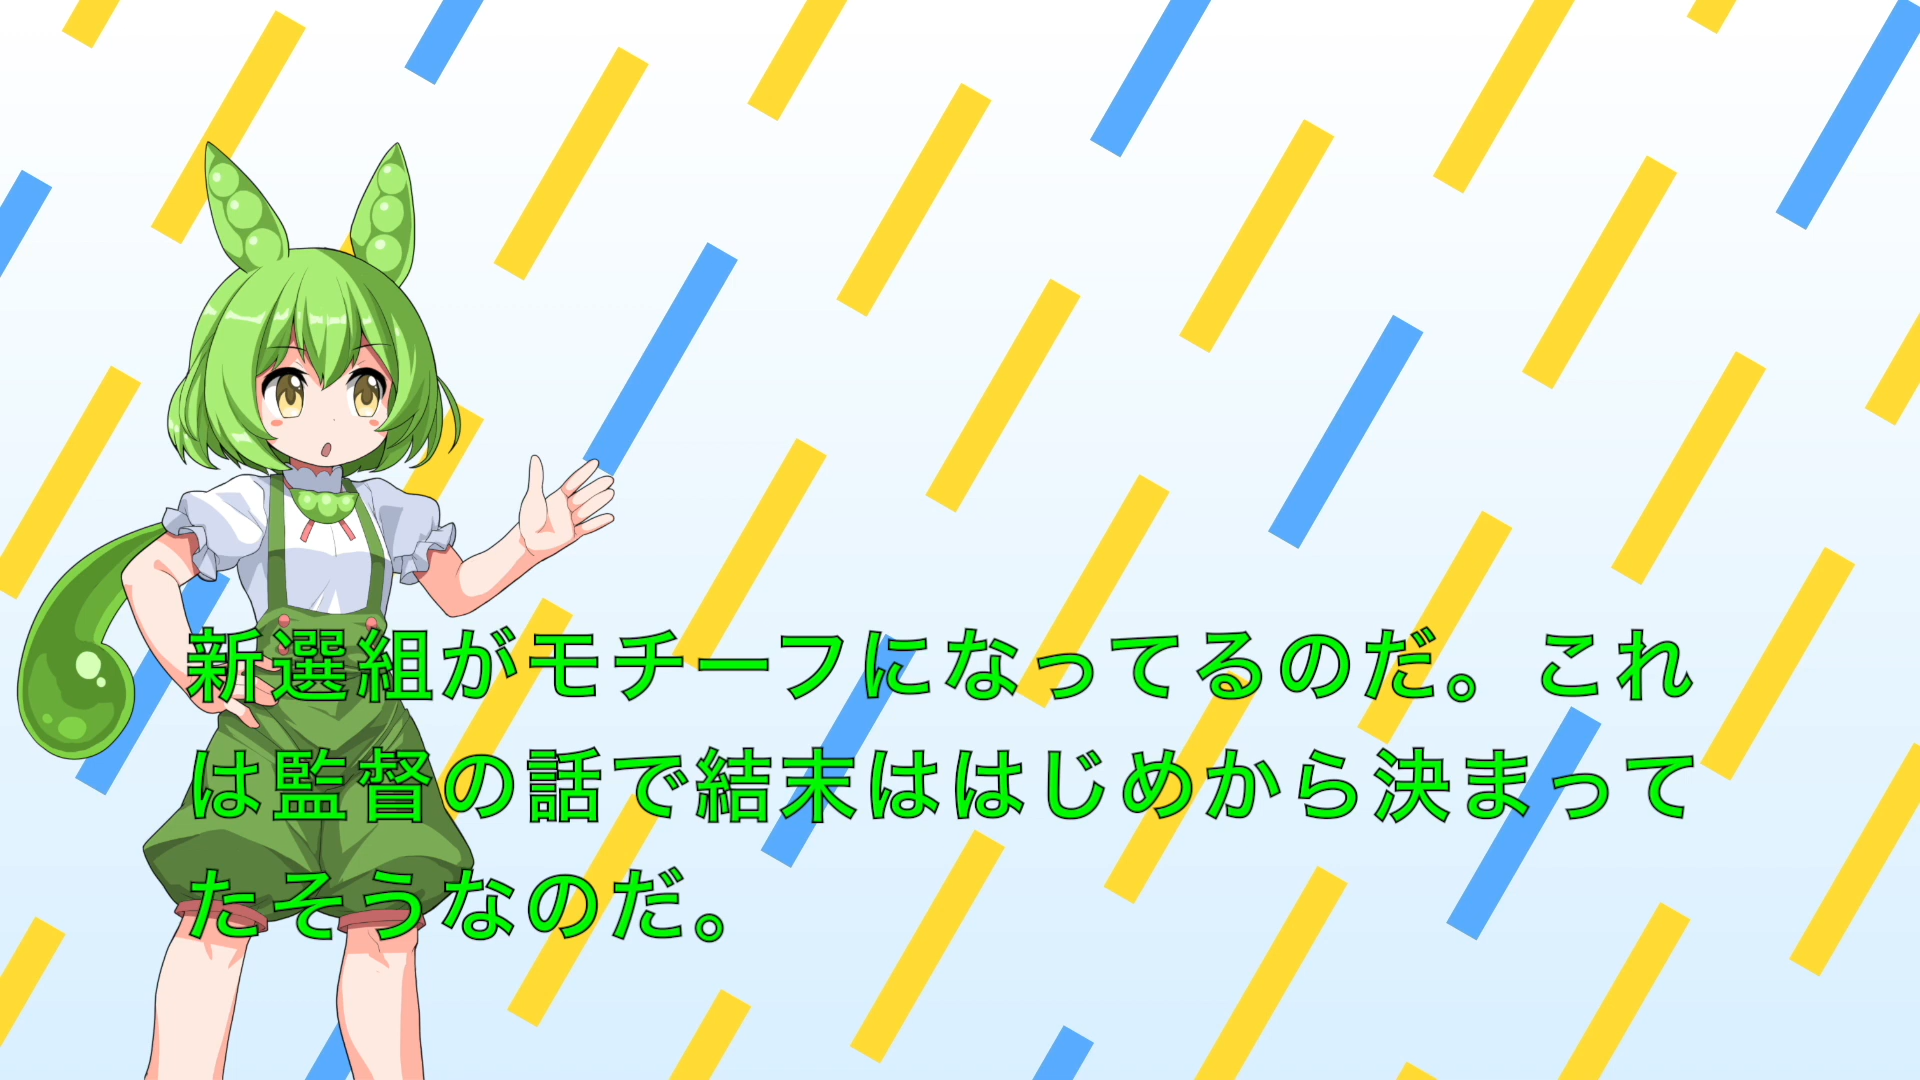 新選組がモチーフになってるのだ。これ
は監督の話で結末ははじめから決まって
たそうなのだ。